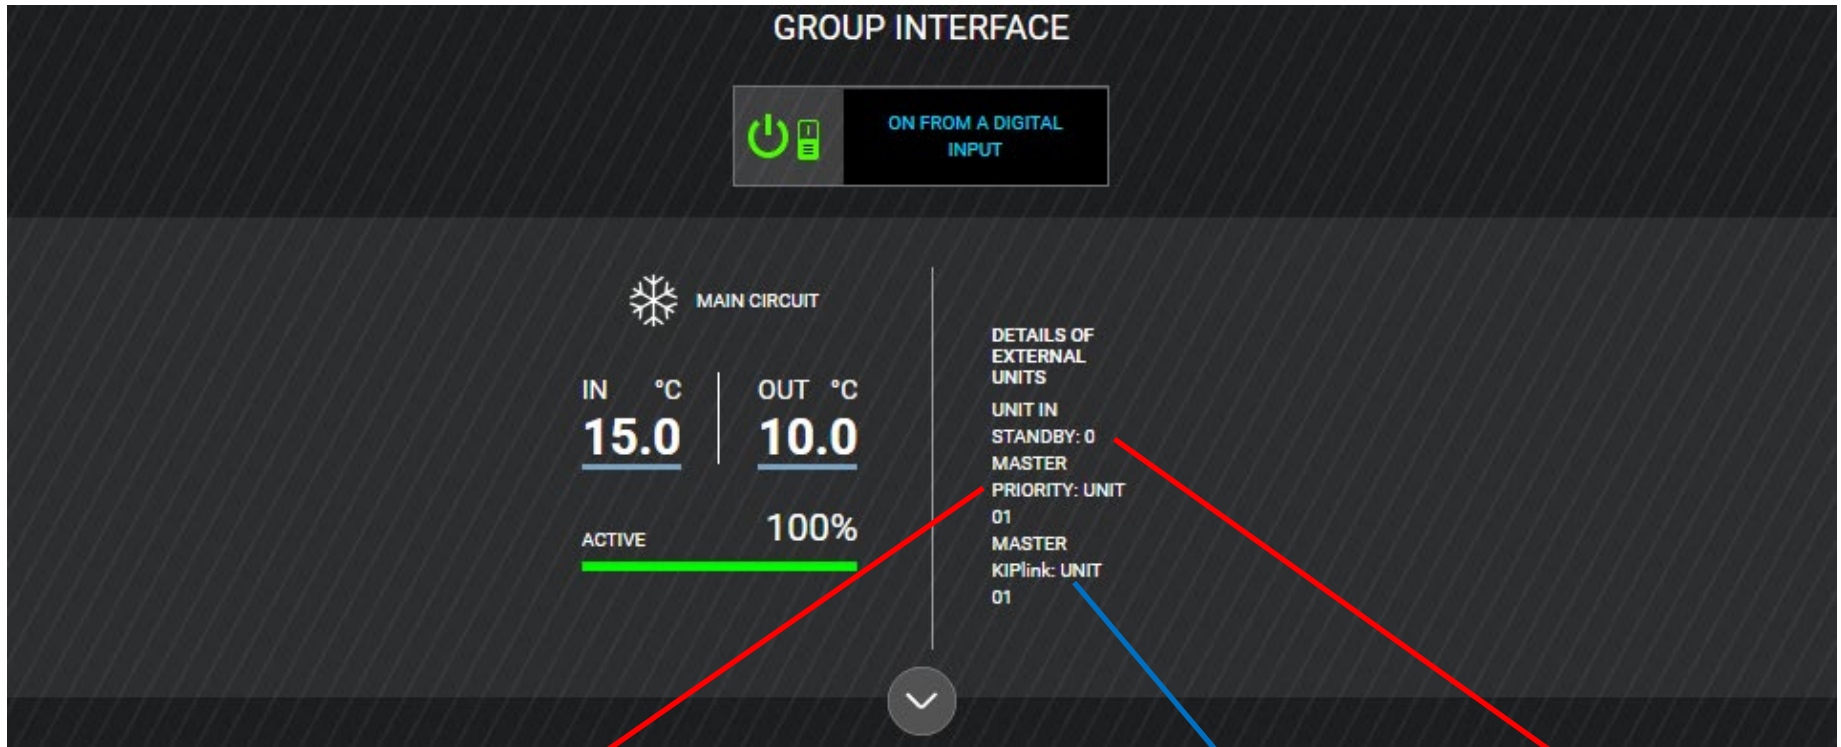 GROUP INTERFACE
ON FROM A DIGITAL
INPUT
MAIN CIRCUIT
IN °C
OUT °C
15.0
10.0
ACTIVE
100%
DETAILS OF
EXTERNAL
UNITS
UNIT IN
STANDBY: 0
MASTER
PRIORITY: UNIT
01
MASTER
KIPlink: UNIT
01